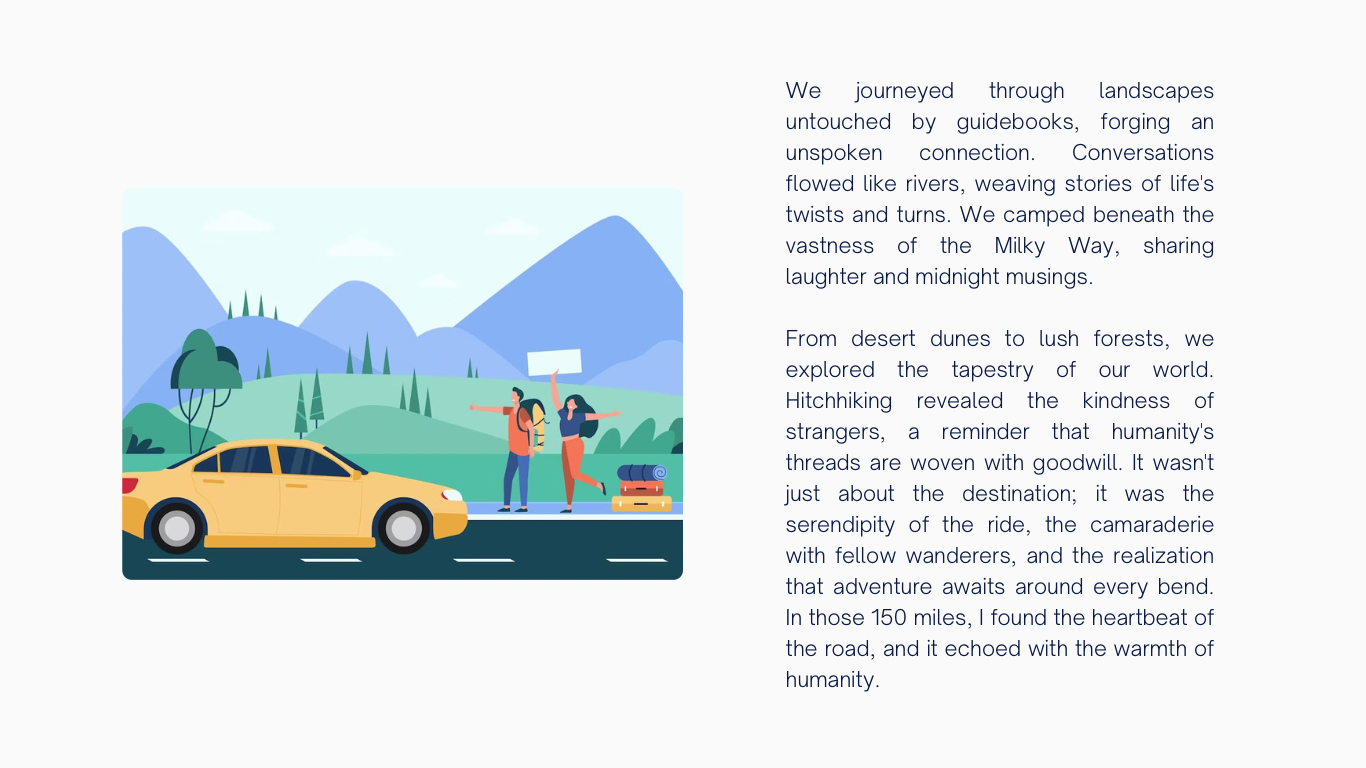 We journeyed through landscapes
untouched by guidebooks, forging an
unspoken connection. Conversations
flowed like rivers, weaving stories of life's
twists and turns. We camped beneath the
vastness of the Milky Way, sharing
laughter and midnight musings.
From desert dunes to lush forests, we
explored the tapestry of our world.
Hitchhiking revealed the kindness of
strangers, a reminder that humanity's
threads are woven with goodwill. It wasn't
just about the destination; it was the
serendipity of the ride, the camaraderie
with fellow wanderers, and the realization
that adventure awaits around every bend.
In those 150 miles, I found the heartbeat of
the road, and it echoed with the warmth of
humanity.